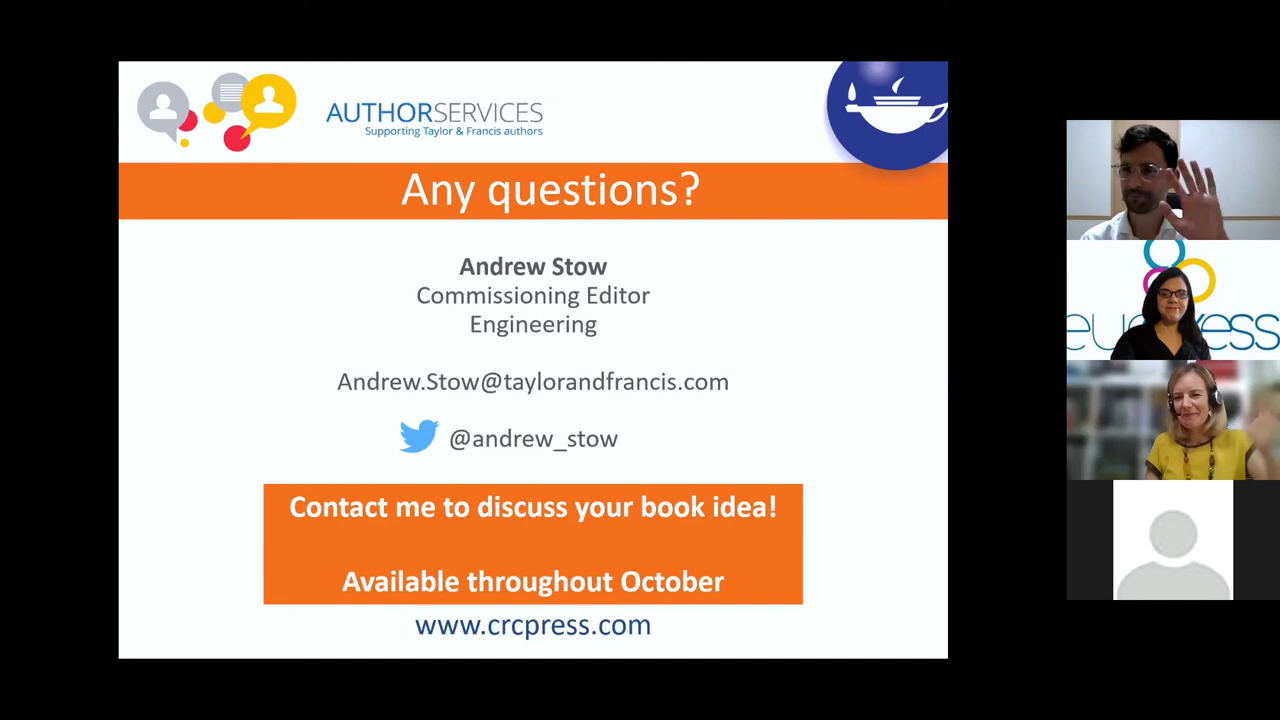 AUTHORSERVICES
Supporting Taylor & Francis authors
Any questions?
Andrew Stow
Commissioning Editor
Engineering
Andrew.Stow@taylorandfrancis.com
@andrew_stow
Contact me to discuss your book idea!
Available throughout October
www.crcpress.com